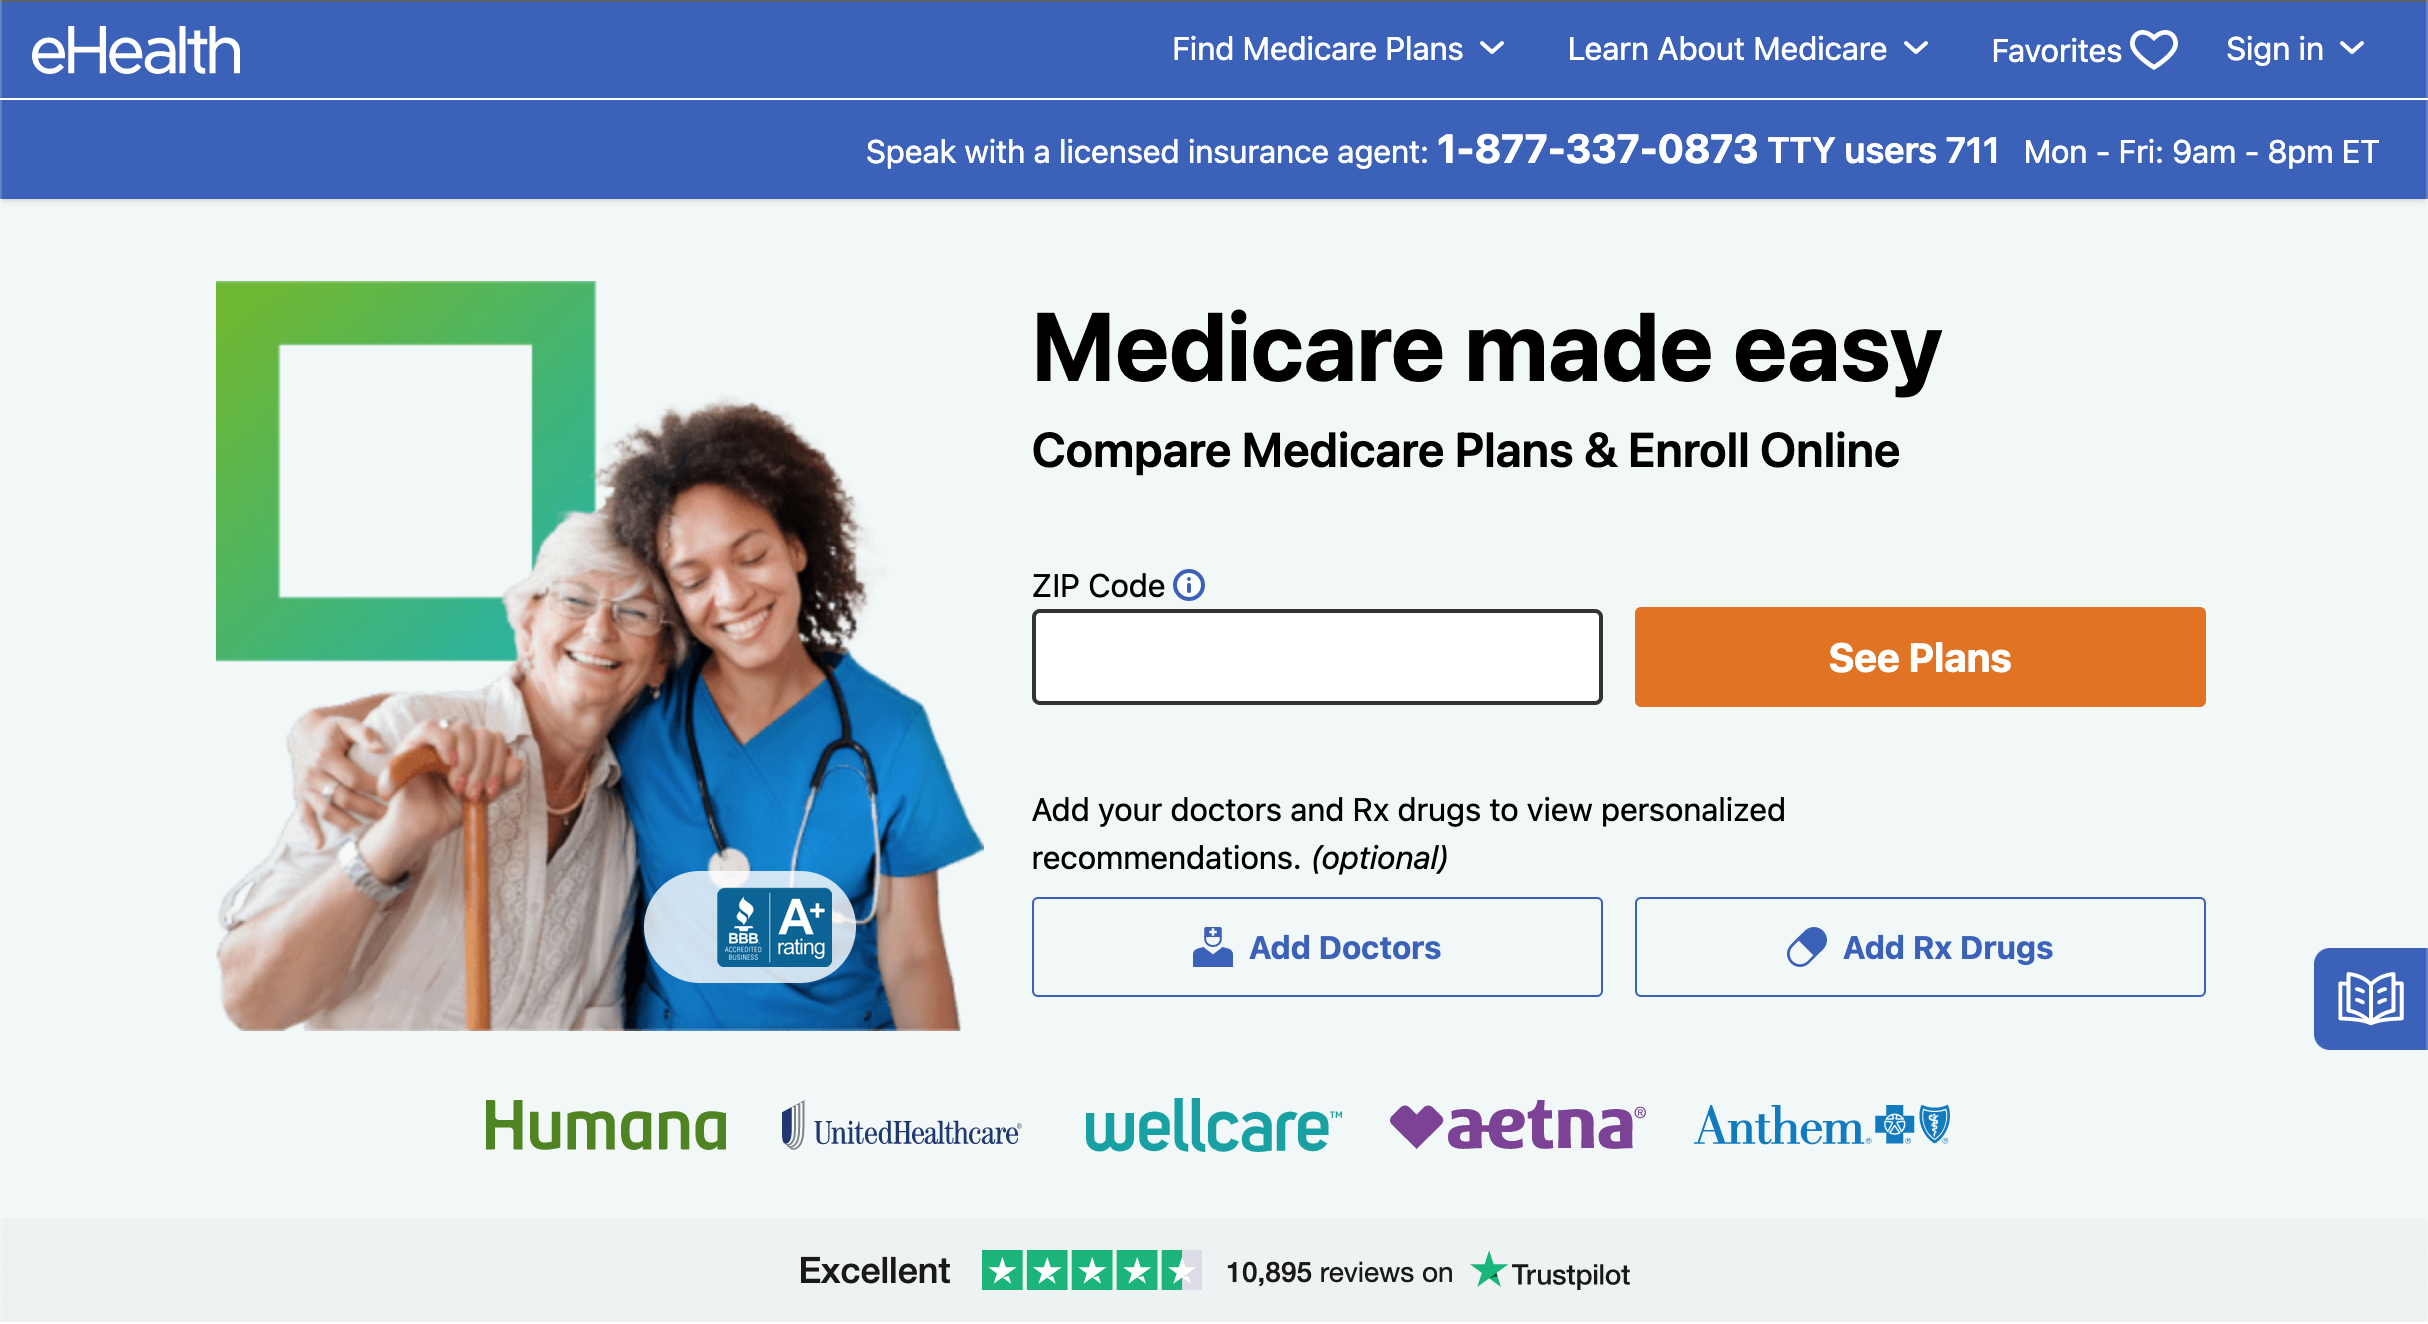 eHealth
Find Medicare Plans
Learn About Medicare
Favorites
Sign in
Speak with a licensed insurance agent: 1-877-337-0873 TTY users 711 Mon - Fri: 9am - 8pm ET
Medicare made easy
Compare Medicare Plans & Enroll Online
ZIP Code
See Plans
Add your doctors and Rx drugs to view personalized
recommendations. (optional)
Add Doctors
Add Rx Drugs
BBB
ACCREDITED
BUSINESS
A+
rating
Humana
UnitedHealthcare®
wellcare™
aetna®
Anthem®
Excellent
10,895 reviews on Trustpilot